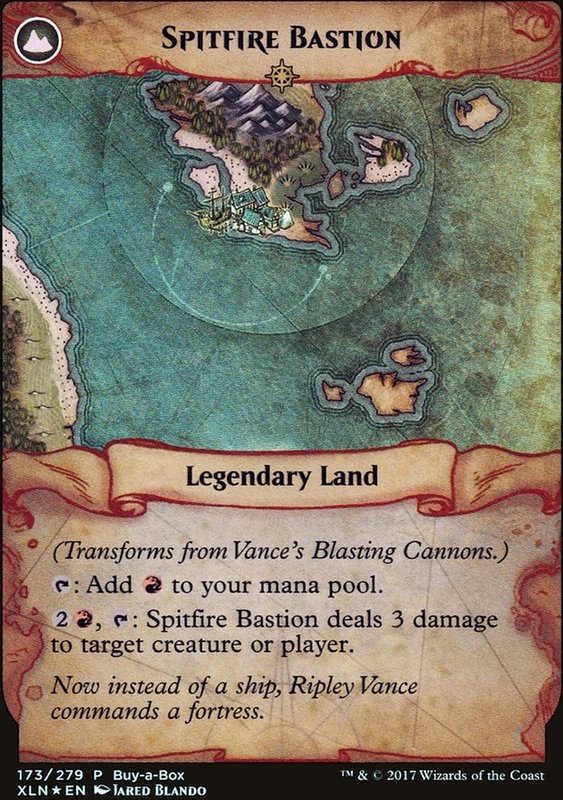 Spitfire Bastion
Legendary Land
(Transforms from Vance's Blasting Cannons.)
: Add to your mana pool.
2 , : Spitfire Bastion deals 3 damage
to target creature or player.
Now instead of a ship, Ripley Vance
commands a fortress.
173/279 P Buy-a-Box
XLN★EN Jared Blando
™ & © 2017 Wizards of the Coast